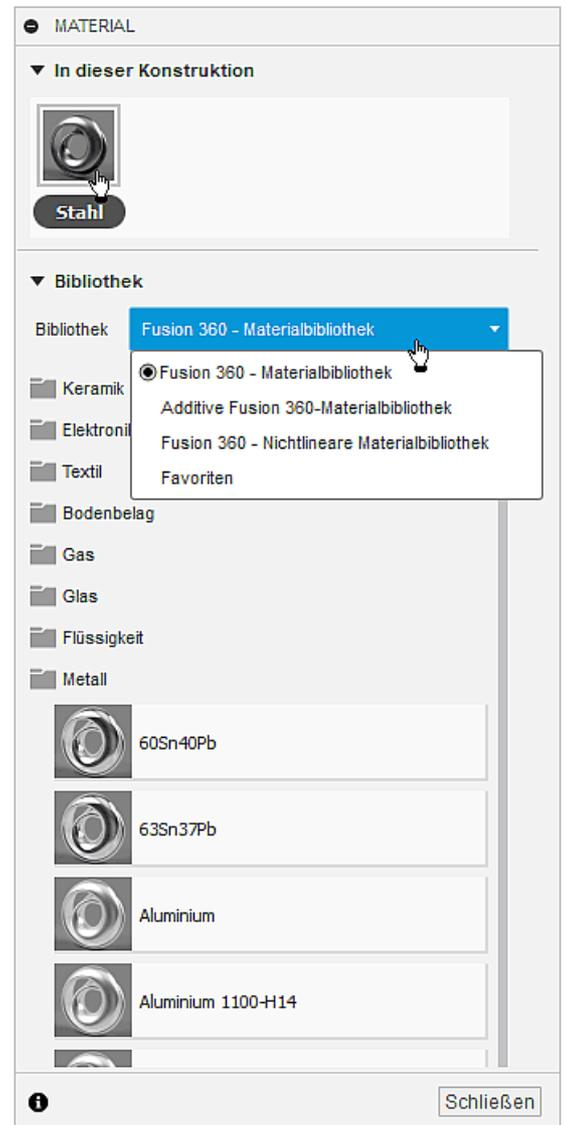 MATERIAL
In dieser Konstruktion
Stahl
Bibliothek
Bibliothek Fusion 360 - Materialbibliothek
Fusion 360 - Materialbibliothek
Additive Fusion 360-Materialbibliothek
Fusion 360 - Nichtlineare Materialbibliothek
Favoriten
Keramik
Textil
Bodenbelag
Gas
Glas
Flüssigkeit
Metall
60Sn40Pb
63Sn37Pb
Aluminium
Aluminium 1100-H14
Schließen